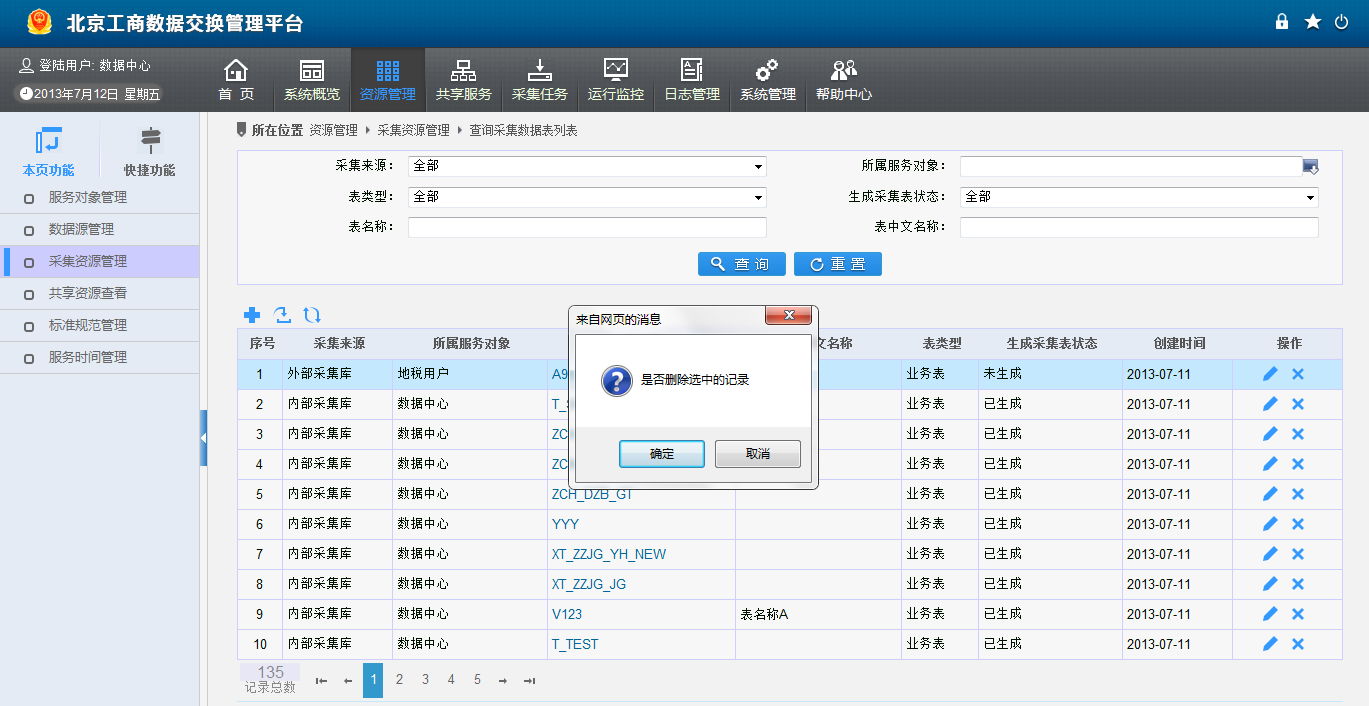 北京工商数据交换管理平台
登陆用户: 数据中心
2013年7月12日 星期五
首 页 系统概览 资源管理 共享服务 采集任务 运行监控 日志管理 系统管理 帮助中心
本页功能 快捷功能
服务对象管理
数据源管理
采集资源管理
共享资源查看
标准规范管理
服务时间管理
所在位置 资源管理 采集资源管理 查询采集数据表列表
采集来源: 全部 所属服务对象:
表类型: 全部 生成采集表状态: 全部
表名称: 表中文名称:
查 询 重 置
来自网页的消息
是否删除选中的记录
确定 取消
序号 采集来源 所属服务对象 文名称 表类型 生成采集表状态 创建时间 操作
1 外部采集库 地税用户 业务表 未生成 2013-07-11
2 内部采集库 数据中心 业务表 已生成 2013-07-11
3 内部采集库 数据中心 业务表 已生成 2013-07-11
4 内部采集库 数据中心 业务表 已生成 2013-07-11
5 内部采集库 数据中心 ZCH_DZB_GT 业务表 已生成 2013-07-11
6 内部采集库 数据中心 YYY 业务表 已生成 2013-07-11
7 内部采集库 数据中心 XT_ZZJG_YH_NEW 业务表 已生成 2013-07-11
8 内部采集库 数据中心 XT_ZZJG_JG 业务表 已生成 2013-07-11
9 内部采集库 数据中心 V123 表名称A 业务表 已生成 2013-07-11
10 内部采集库 数据中心 T_TEST 业务表 已生成 2013-07-11
135
记录总数
1 2 3 4 5